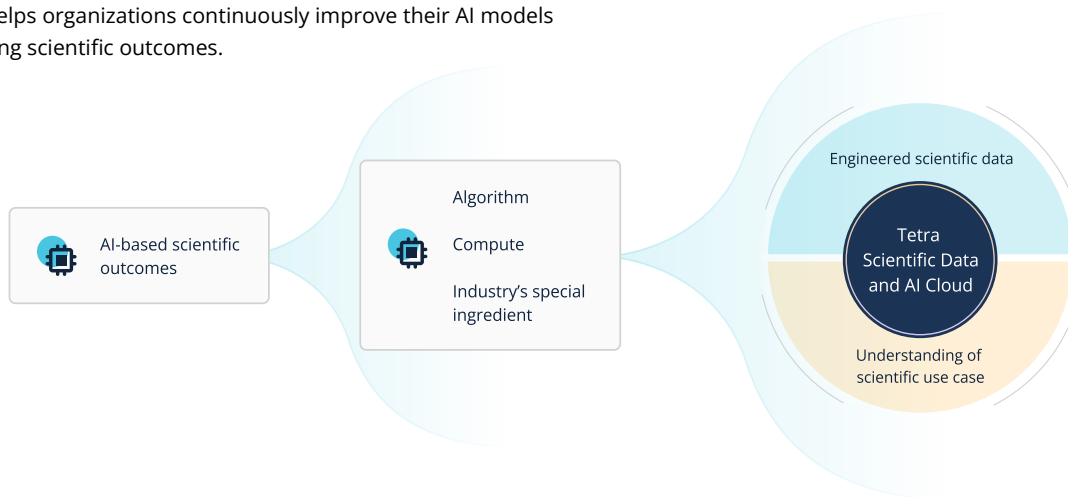 helps organizations continuously improve their AI models
ng scientific outcomes.
AI-based scientific
outcomes
Algorithm
Compute
Industry’s special
ingredient
Engineered scientific data
Tetra
Scientific Data
and AI Cloud
Understanding of
scientific use case